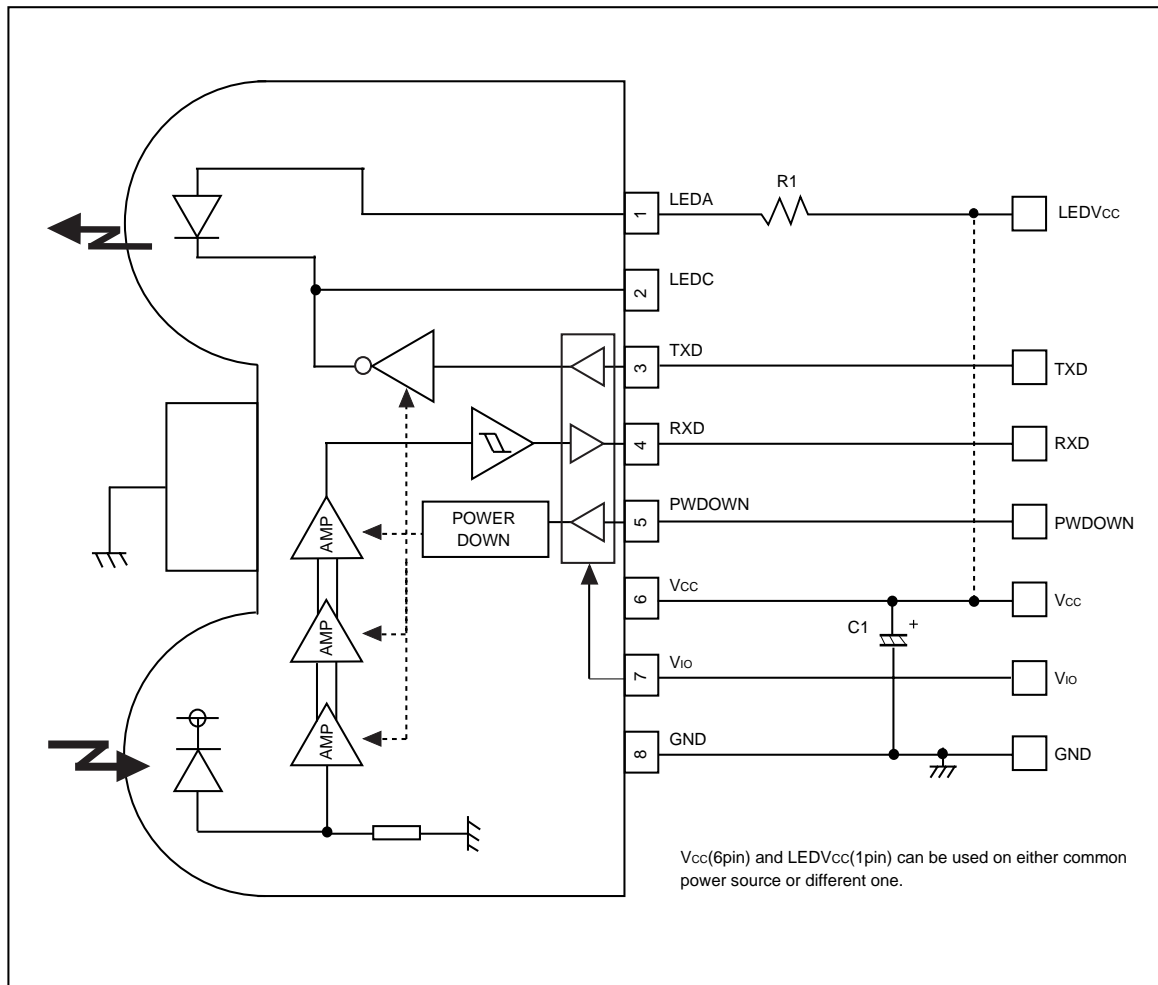 R1
1
LEDA
LEDVcc
2
LEDC
3
TXD
TXD
4
RXD
RXD
AMP
POWER
DOWN
5
PWDOWN
PWDOWN
AMP
6
Vcc
Vcc
C1
+
7
VIO
VIO
AMP
8
GND
GND
Vcc(6pin) and LEDVcc(1pin) can be used on either common
power source or different one.